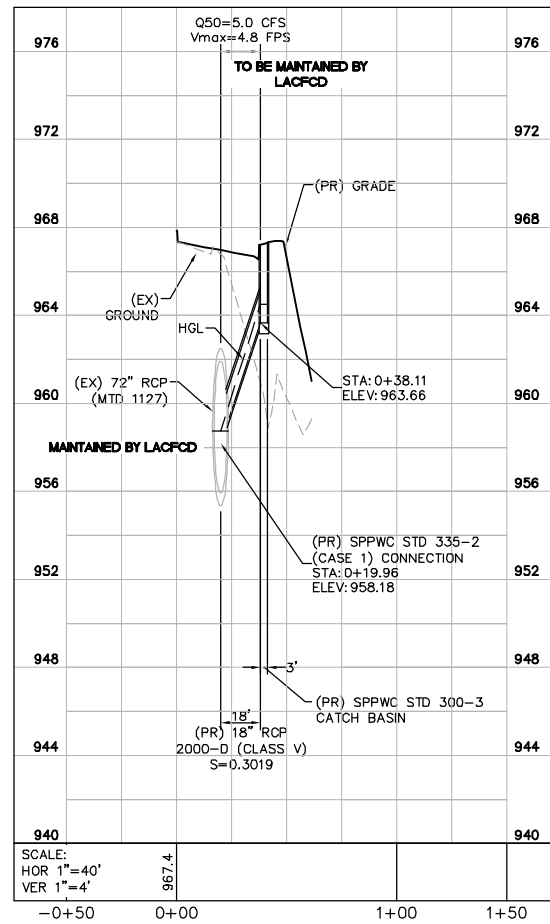 Q50=5.0 CFS
Vmax=4.8 FPS
976 976
TO BE MAINTAINED BY
LACFCD
972 972
(PR) GRADE
968 968
(EX)
GROUND
964 964
HGL
STA: 0+38.11
ELEV: 963.66
(EX) 72" RCP
(MTD 1127)
960 960
MAINTAINED BY LACFCD
956 956
(PR) SPPWC STD 335-2
(CASE 1) CONNECTION
STA: 0+19.96
ELEV: 958.18
952 952
948 948
3'
(PR) SPPWC STD 300-3
CATCH BASIN
18'
(PR) 18" RCP
2000-D (CLASS V)
S=0.3019
944 944
940 940
SCALE:
HOR 1"=40'
VER 1"=4'
967.4
-0+50 0+00 1+00 1+50